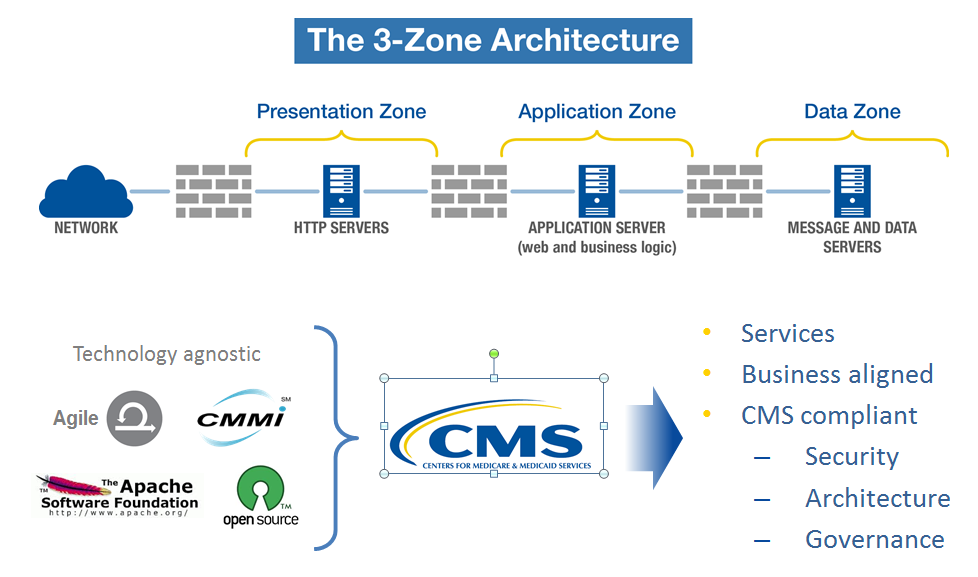 The 3-Zone Architecture
Presentation Zone
Application Zone
Data Zone
NETWORK
HTTP SERVERS
APPLICATION SERVER
(web and business logic)
MESSAGE AND DATA
SERVERS
Technology agnostic
Agile
CMMi SM
TM The Apache
Software Foundation
http://www.apache.org/
TM
open source
CMS
CENTERS FOR MEDICARE & MEDICAID SERVICES
• Services
• Business aligned
• CMS compliant
– Security
– Architecture
– Governance